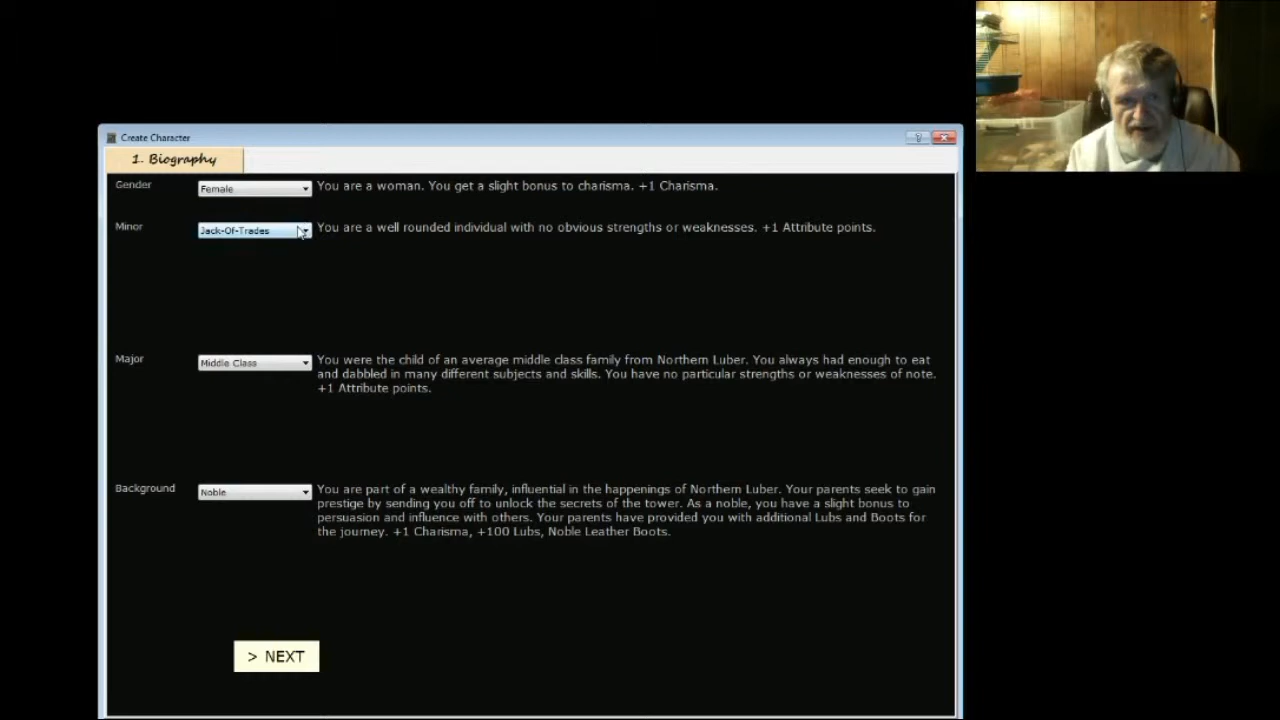 Create Character
1. Biography
Gender
Female
You are a woman. You get a slight bonus to charisma. +1 Charisma.
Minor
Jack-Of-Trades
You are a well rounded individual with no obvious strengths or weaknesses. +1 Attribute points.
Major
Middle Class
You were the child of an average middle class family from Northern Luber. You always had enough to eat
and dabbled in many different subjects and skills. You have no particular strengths or weaknesses of note.
+1 Attribute points.
Background
Noble
You are part of a wealthy family, influential in the happenings of Northern Luber. Your parents seek to gain
prestige by sending you off to unlock the secrets of the tower. As a noble, you have a slight bonus to
persuasion and influence with others. Your parents have provided you with additional Lubs and Boots for
the journey. +1 Charisma, +100 Lubs, Noble Leather Boots.
> NEXT